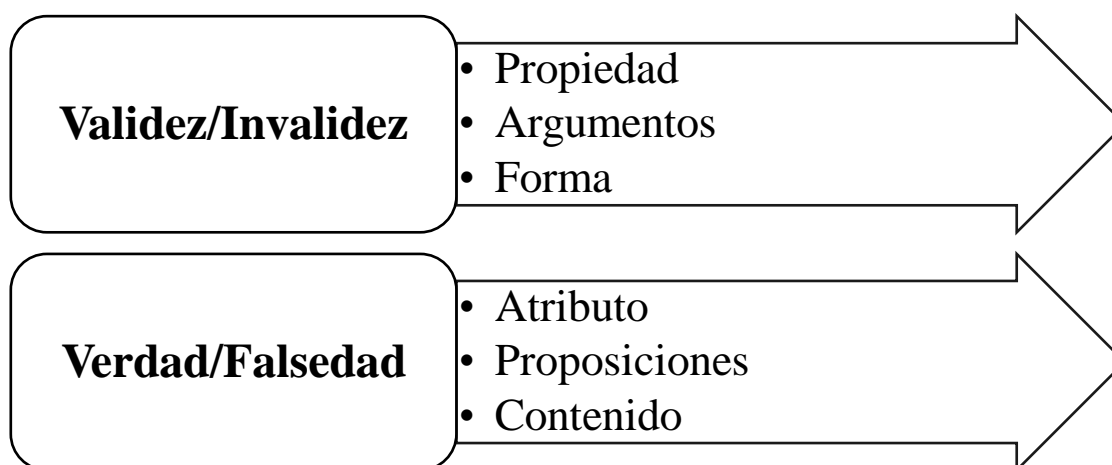 Validez/Invalidez
• Propiedad
• Argumentos
• Forma
Verdad/Falsedad
• Atributo
• Proposiciones
• Contenido